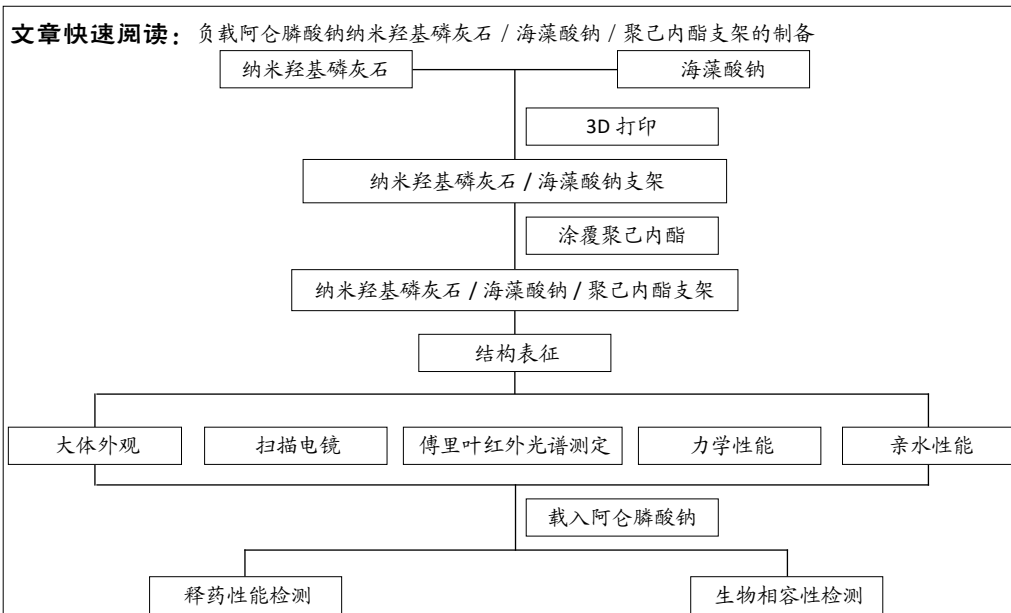 文章快速阅读：负载阿仑膦酸钠纳米羟基磷灰石 / 海藻酸钠 / 聚己内酯支架的制备
纳米羟基磷灰石 海藻酸钠
3D 打印
纳米羟基磷灰石 / 海藻酸钠支架
涂覆聚己内酯
纳米羟基磷灰石 / 海藻酸钠 / 聚己内酯支架
结构表征
大体外观 扫描电镜 傅里叶红外光谱测定 力学性能 亲水性能
载入阿仑膦酸钠
释药性能检测 生物相容性检测